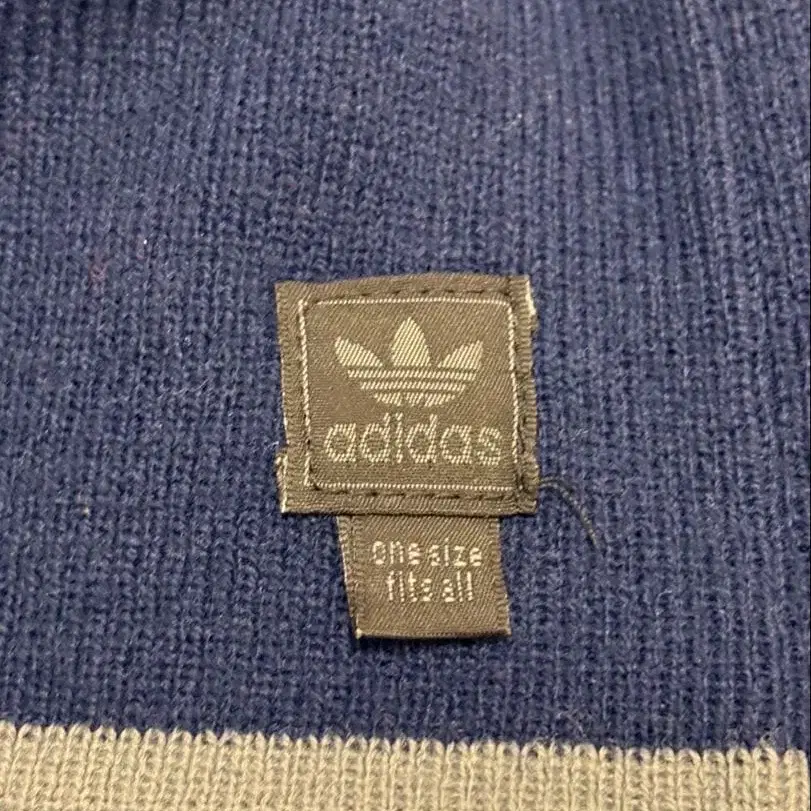 adidas
one size
fits all